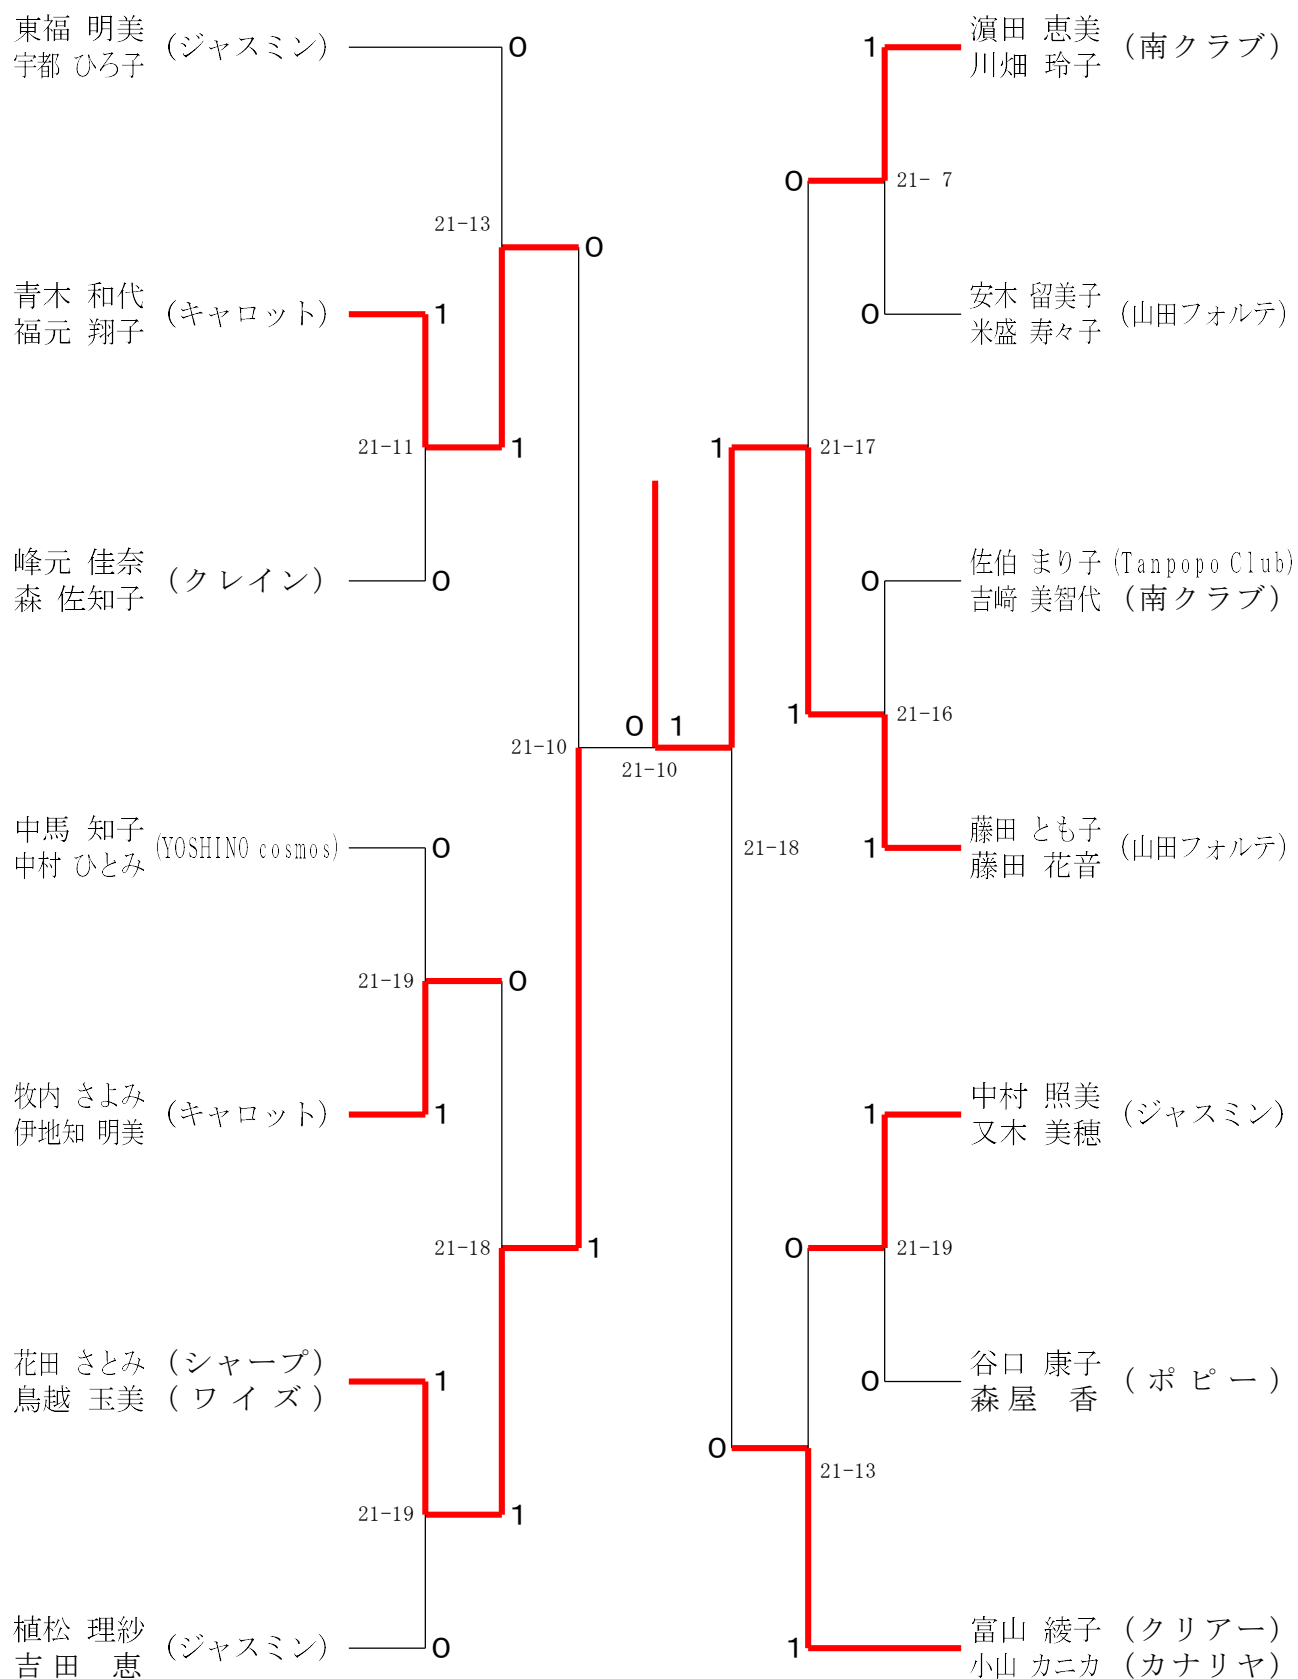 東福 明美 (ジャスミン) 0
宇都 ひろ子
21-13
0
青木 和代 (キャロット) 1
福元 翔子
21-11 1
峰元 佳奈 (クレイン) 0
森 佐知子
21-10
0 1
21-10
中馬 知子 (YOSHINO cosmos) 0
中村 ひとみ
21-19 0
牧内 さよみ (キャロット) 1
伊地知 明美
21-18 1
花田 さとみ (シャープ) 1
鳥越 玉美 (ワイズ)
21-19 1
植松 理紗 (ジャスミン) 0
吉田 恵
1 濵田 恵美 (南クラブ)
川畑 玲子
0 21- 7
0 安木 留美子 (山田フォルテ)
米盛 寿々子
1 21-17
0 佐伯 まり子 (Tanpopo Club)
吉﨑 美智代 (南クラブ)
1 21-16
1 藤田 とも子 (山田フォルテ)
藤田 花音
21-18
1 中村 照美 (ジャスミン)
又木 美穂
0 21-19
0 谷口 康子 (ポピー)
森屋 香
0 21-13
1 富山 綾子 (クリアー)
小山 カニカ (カナリヤ)